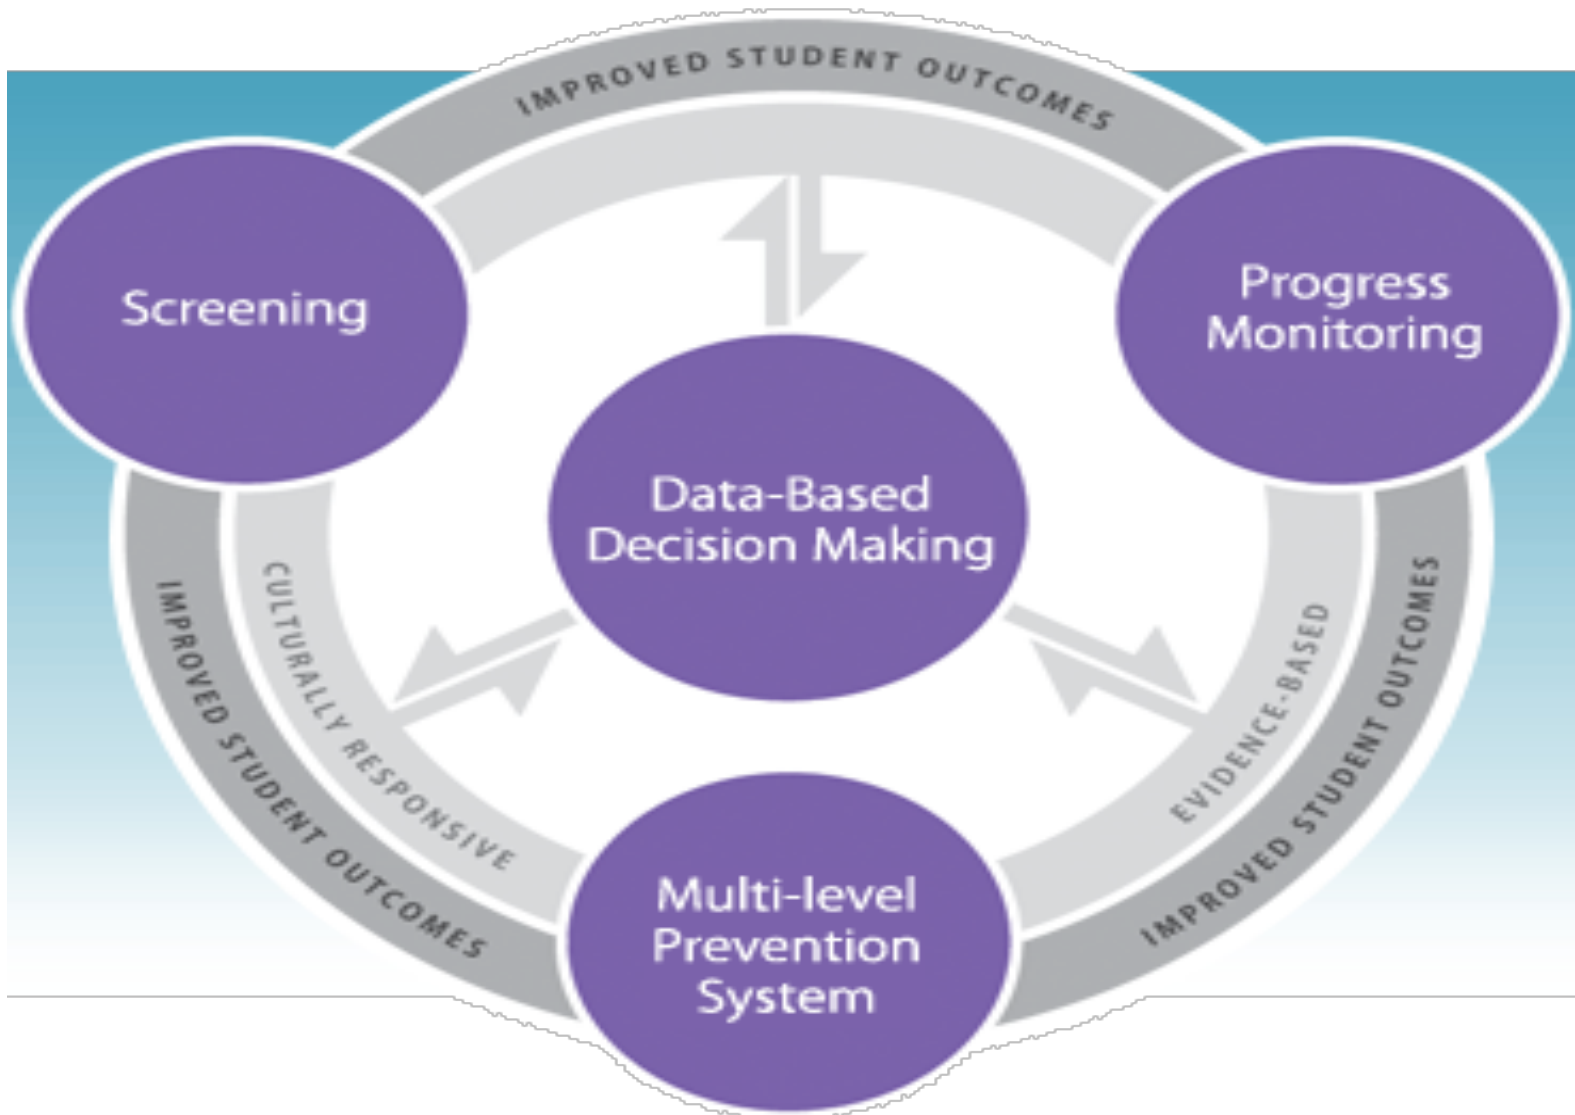 IMPROVED STUDENT OUTCOMES
Screening
Progress
Monitoring
Data-Based
Decision Making
CULTURALLY RESPONSIVE
EVIDENCE-BASED
IMPROVED STUDENT OUTCOMES
IMPROVED STUDENT OUTCOMES
Multi-level
Prevention
System